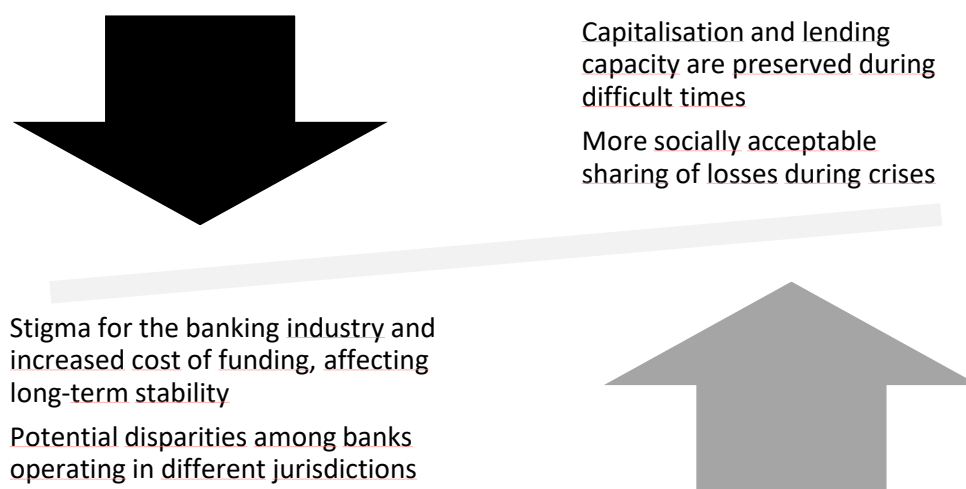 Capitalisation and lending
capacity are preserved during
difficult times
More socially acceptable
sharing of losses during crises
Stigma for the banking industry and
increased cost of funding, affecting
long-term stability
Potential disparities among banks
operating in different jurisdictions